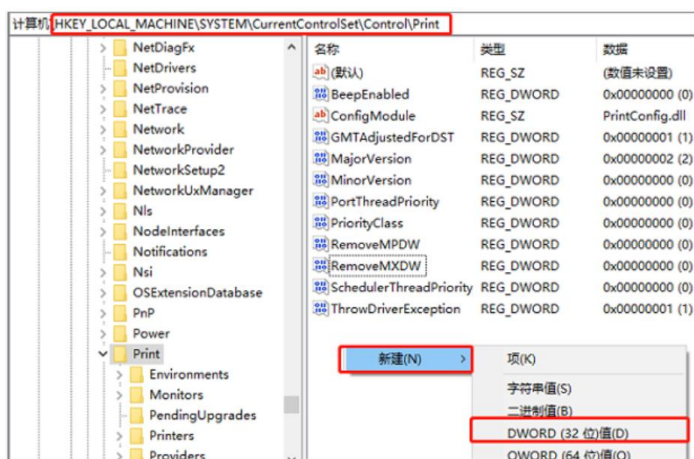 计算机\HKEY_LOCAL_MACHINE\SYSTEM\CurrentControlSet\Control\Print
NetDiagFx
NetDrivers
NetProvision
NetTrace
Network
NetworkProvider
NetworkSetup2
NetworkUxManager
Nls
NodeInterfaces
Notifications
Nsi
OSExtensionDatabase
PnP
Power
Print
Environments
Monitors
PendingUpgrades
Printers
Providers
名称 类型 数据
ab (默认) REG_SZ (数值未设置)
BeepEnabled REG_DWORD 0x00000000 (0)
ab ConfigModule REG_SZ PrintConfig.dll
GMTAdjustedForDST REG_DWORD 0x00000001 (1)
MajorVersion REG_DWORD 0x00000002 (2)
MinorVersion REG_DWORD 0x00000000 (0)
PortThreadPriority REG_DWORD 0x00000000 (0)
PriorityClass REG_DWORD 0x00000000 (0)
RemoveMPDW REG_DWORD 0x00000000 (0)
RemoveMXDW REG_DWORD 0x00000000 (0)
SchedulerThreadPriority REG_DWORD 0x00000000 (0)
ThrowDriverException REG_DWORD 0x00000001 (1)
新建(N) >
项(K)
字符串值(S)
二进制值(B)
DWORD (32 位)值(D)
QWORD (64 位)值(Q)